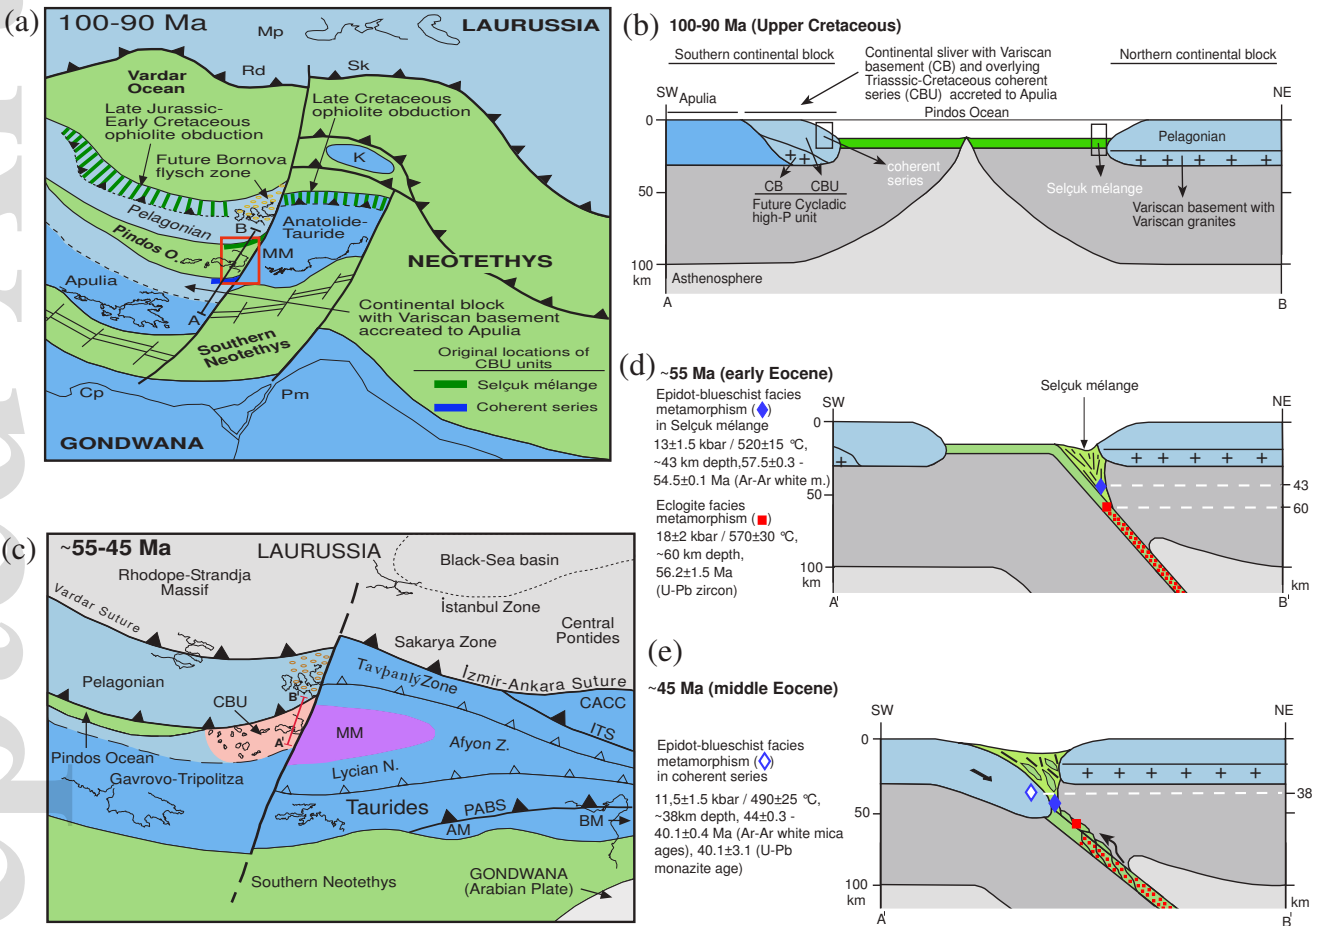 (a)
100-90 Ma
Mp
LAURUSSIA
Rd
Sk
Vardar
Ocean
Late Jurassic-
Early Cretaceous
ophiolite obduction
Late Cretaceous
ophiolite obduction
Future Bornova
flysch zone
K
Pelagonian
B
Anatolide-
Tauride
Pindos O.
MM
NEOTETHYS
Apulia
A
Continental block
with Variscan basement
accreated to Apulia
Southern
Neotethys
Original locations of
CBU units
Selçuk mélange
Coherent series
Cp
Pm
GONDWANA
(b)
100-90 Ma (Upper Cretaceous)
Southern continental block
Continental sliver with Variscan
basement (CB) and overlying
Triasssic-Cretaceous coherent
series (CBU) accreted to Apulia
Northern continental block
SW
Apulia
Pindos Ocean
NE
0
Pelagonian
+ +
coherent
series
+ + + + +
CB
CBU
Selçuk mélange
50
Future Cycladic
high-P unit
Variscan basement with
Variscan granites
100
km
Asthenosphere
A
B
(c)
~55-45 Ma
LAURUSSIA
Rhodope-Strandja
Massif
Black-Sea basin
Vardar Suture
İstanbul Zone
Central
Pontides
Sakarya Zone
Tavþanlý Zone
İzmir-Ankara Suture
Pelagonian
CBU
B'
CACC
ITS
A'
MM
Afyon Z.
Pindos Ocean
Gavrovo-Tripolitza
Lycian N.
Taurides
PABS
AM
BM
Southern Neotethys
GONDWANA
(Arabian Plate)
(d)
~55 Ma (early Eocene)
Epidot-blueschist facies
metamorphism ( )
in Selçuk mélange
13±1.5 kbar / 520±15 °C,
~43 km depth,57.5±0.3 -
54.5±0.1 Ma (Ar-Ar white m.)
Eclogite facies
metamorphism ( )
18±2 kbar / 570±30 °C,
~60 km depth,
56.2±1.5 Ma
(U-Pb zircon)
Selçuk mélange
SW
NE
0
+
+ + + + +
43
50
60
100
km
km
A'
B'
(e)
~45 Ma (middle Eocene)
Epidot-blueschist facies
metamorphism ( )
in coherent series
11,5±1.5 kbar / 490±25 °C,
~38km depth, 44±0.3 -
40.1±0.4 Ma (Ar-Ar white mica
ages), 40.1±3.1 (U-Pb
monazite age)
SW
NE
0
+ + + + + +
38
50
100
km
km
A'
B'